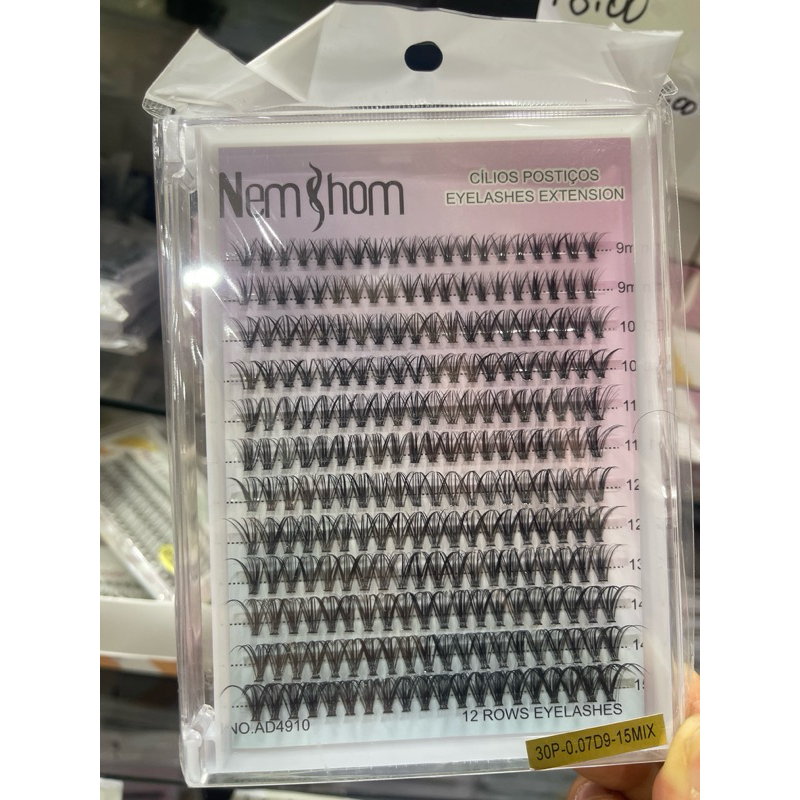 Nemshom
CÍLIOS POSTIÇOS
EYELASHES EXTENSION
9m
9m
10
10
11
11
12
12
13
14
14
15
NO.AD4910
12 ROWS EYELASHES
30P-0.07D9-15MIX